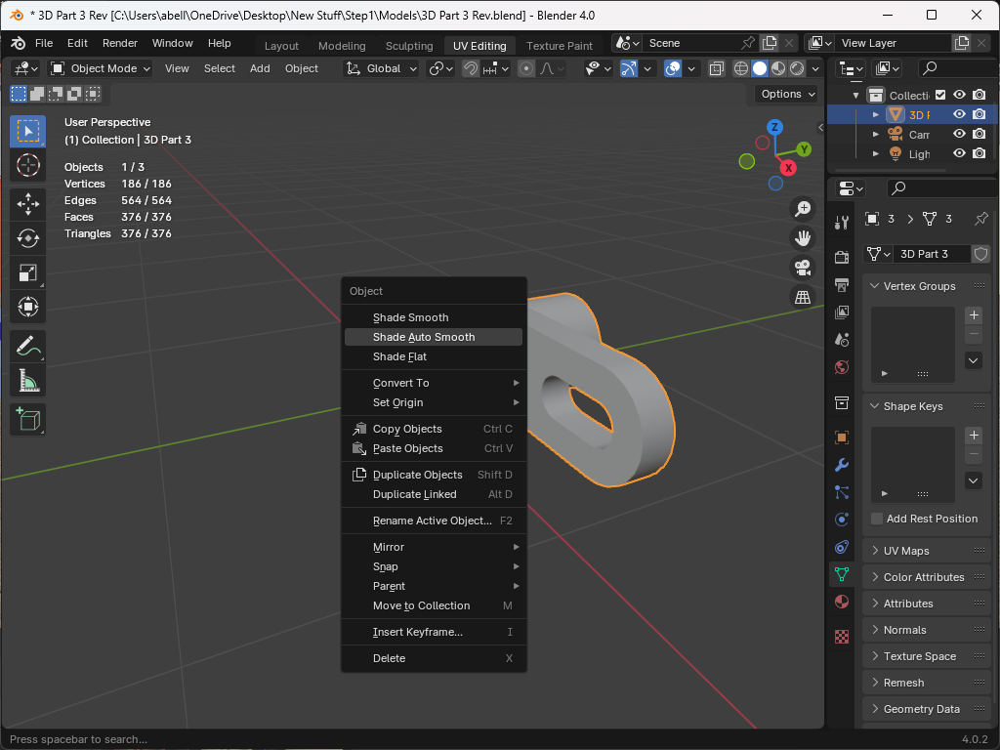 * 3D Part 3 Rev [C:\Users\abell\OneDrive\Desktop\New Stuff\Step1\Models\3D Part 3 Rev.blend] - Blender 4.0
File Edit Render Window Help Layout Modeling Sculpting UV Editing Texture Paint Scene View Layer
Object Mode View Select Add Object Global
Options
User Perspective
(1) Collection | 3D Part 3
Objects 1 / 3
Vertices 186 / 186
Edges 564 / 564
Faces 376 / 376
Triangles 376 / 376
Z
Y
X
Object
Shade Smooth
Shade Auto Smooth
Shade Flat
Convert To
Set Origin
Copy Objects Ctrl C
Paste Objects Ctrl V
Duplicate Objects Shift D
Duplicate Linked Alt D
Rename Active Object... F2
Mirror
Snap
Parent
Move to Collection M
Insert Keyframe... I
Delete X
Collecti
3D F
Cam
Ligh
3 3
3D Part 3
Vertex Groups
Shape Keys
Add Rest Position
UV Maps
Color Attributes
Attributes
Normals
Texture Space
Remesh
Geometry Data
Press spacebar to search...
4.0.2